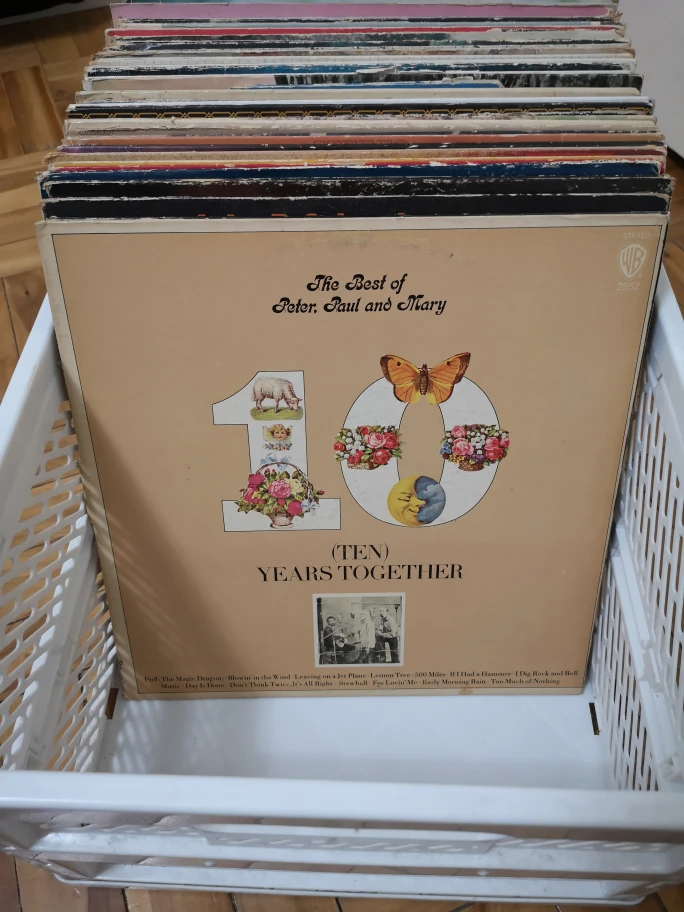 STEREO
WB
2552
The Best of
Peter, Paul and Mary
10
(TEN)
YEARS TOGETHER
Puff (The Magic Dragon) · Blowin' in the Wind · Leaving on a Jet Plane · Lemon Tree · 500 Miles · If I Had a Hammer · I Dig Rock and Roll
Music · Day Is Done · Don't Think Twice, It's All Right · Stewball · For Lovin' Me · Early Morning Rain · Too Much of Nothing